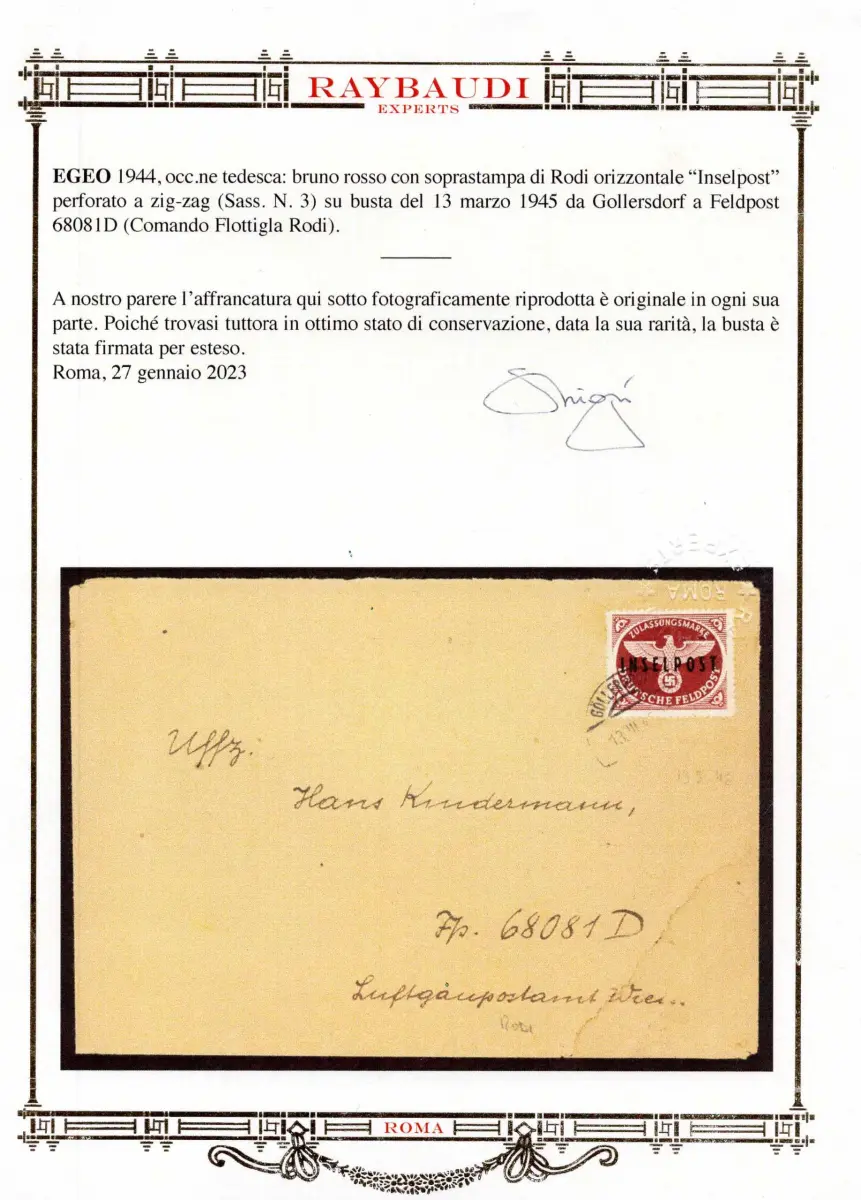 RAYBAUDI
EXPERTS
EGEO 1944, occ.ne tedesca: bruno rosso con soprastampa di Rodi orizzontale “Inselpost”
perforato a zig-zag (Sass. N. 3) su busta del 13 marzo 1945 da Gollersdorf a Feldpost
68081D (Comando Flottigla Rodi).
A nostro parere l’affrancatura qui sotto fotograficamente riprodotta è originale in ogni sua
parte. Poiché trovasi tuttora in ottimo stato di conservazione, data la sua rarità, la busta è
stata firmata per esteso.
Roma, 27 gennaio 2023
ROMA
ZULASSUNGSMARKE
INSELPOST
DEUTSCHE FELDPOST
GÖLLE
13.III
Uffz.
Hans Kindermann,
Fp. 68081 D
Luftgaupostamt Wien
ROMA